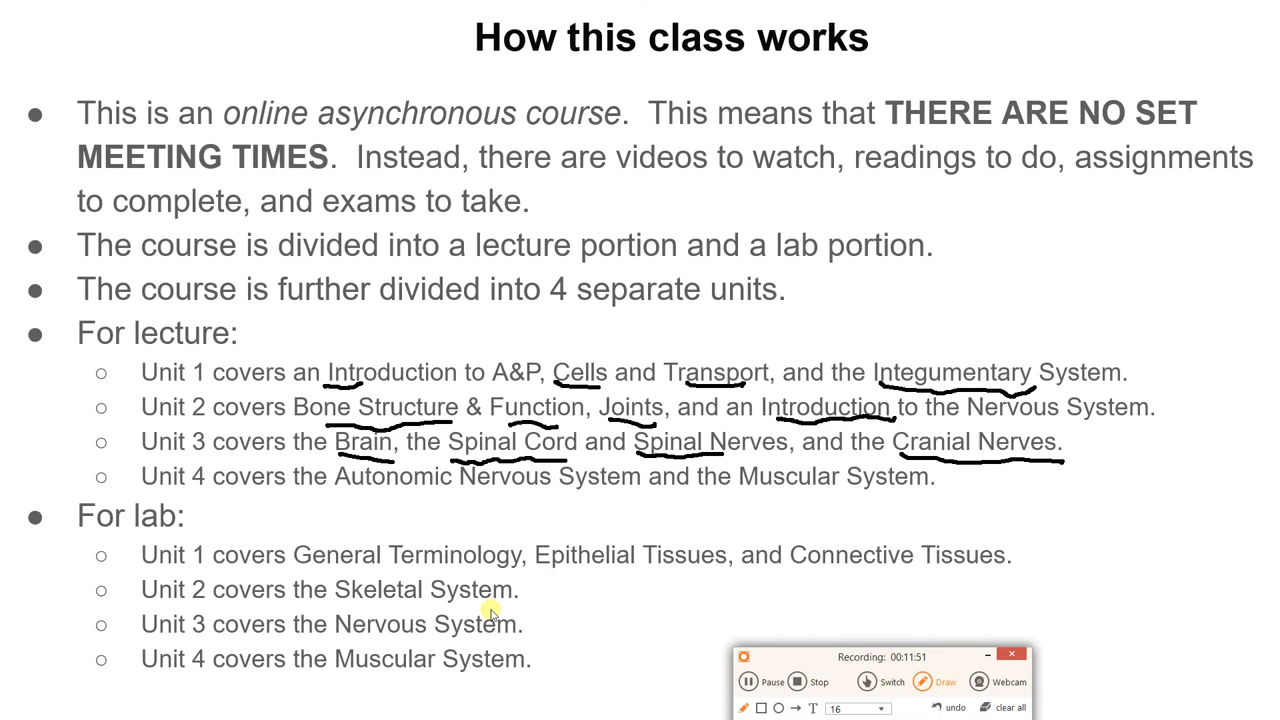 How this class works
● This is an online asynchronous course. This means that THERE ARE NO SET
MEETING TIMES. Instead, there are videos to watch, readings to do, assignments
to complete, and exams to take.
● The course is divided into a lecture portion and a lab portion.
● The course is further divided into 4 separate units.
● For lecture:
○ Unit 1 covers an Introduction to A&P, Cells and Transport, and the Integumentary System.
○ Unit 2 covers Bone Structure & Function, Joints, and an Introduction to the Nervous System.
○ Unit 3 covers the Brain, the Spinal Cord and Spinal Nerves, and the Cranial Nerves.
○ Unit 4 covers the Autonomic Nervous System and the Muscular System.
● For lab:
○ Unit 1 covers General Terminology, Epithelial Tissues, and Connective Tissues.
○ Unit 2 covers the Skeletal System.
○ Unit 3 covers the Nervous System.
○ Unit 4 covers the Muscular System.
Recording: 00:11:51
Pause Stop Switch Draw Webcam
T 16 undo clear all